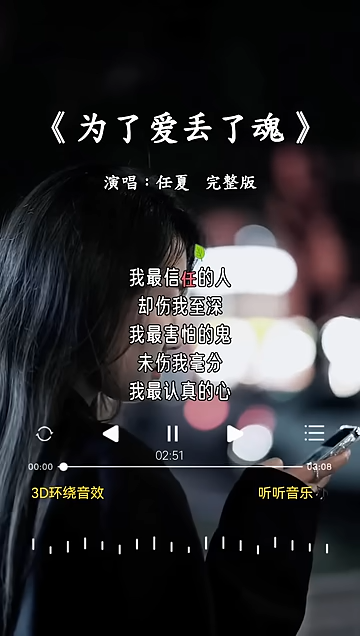 《为了爱丢了魂》
演唱：任夏 完整版
我最信任的人
却伤我至深
我最害怕的鬼
未伤我毫分
我最认真的心
02:51
00:00 03:08
3D环绕音效 听听音乐